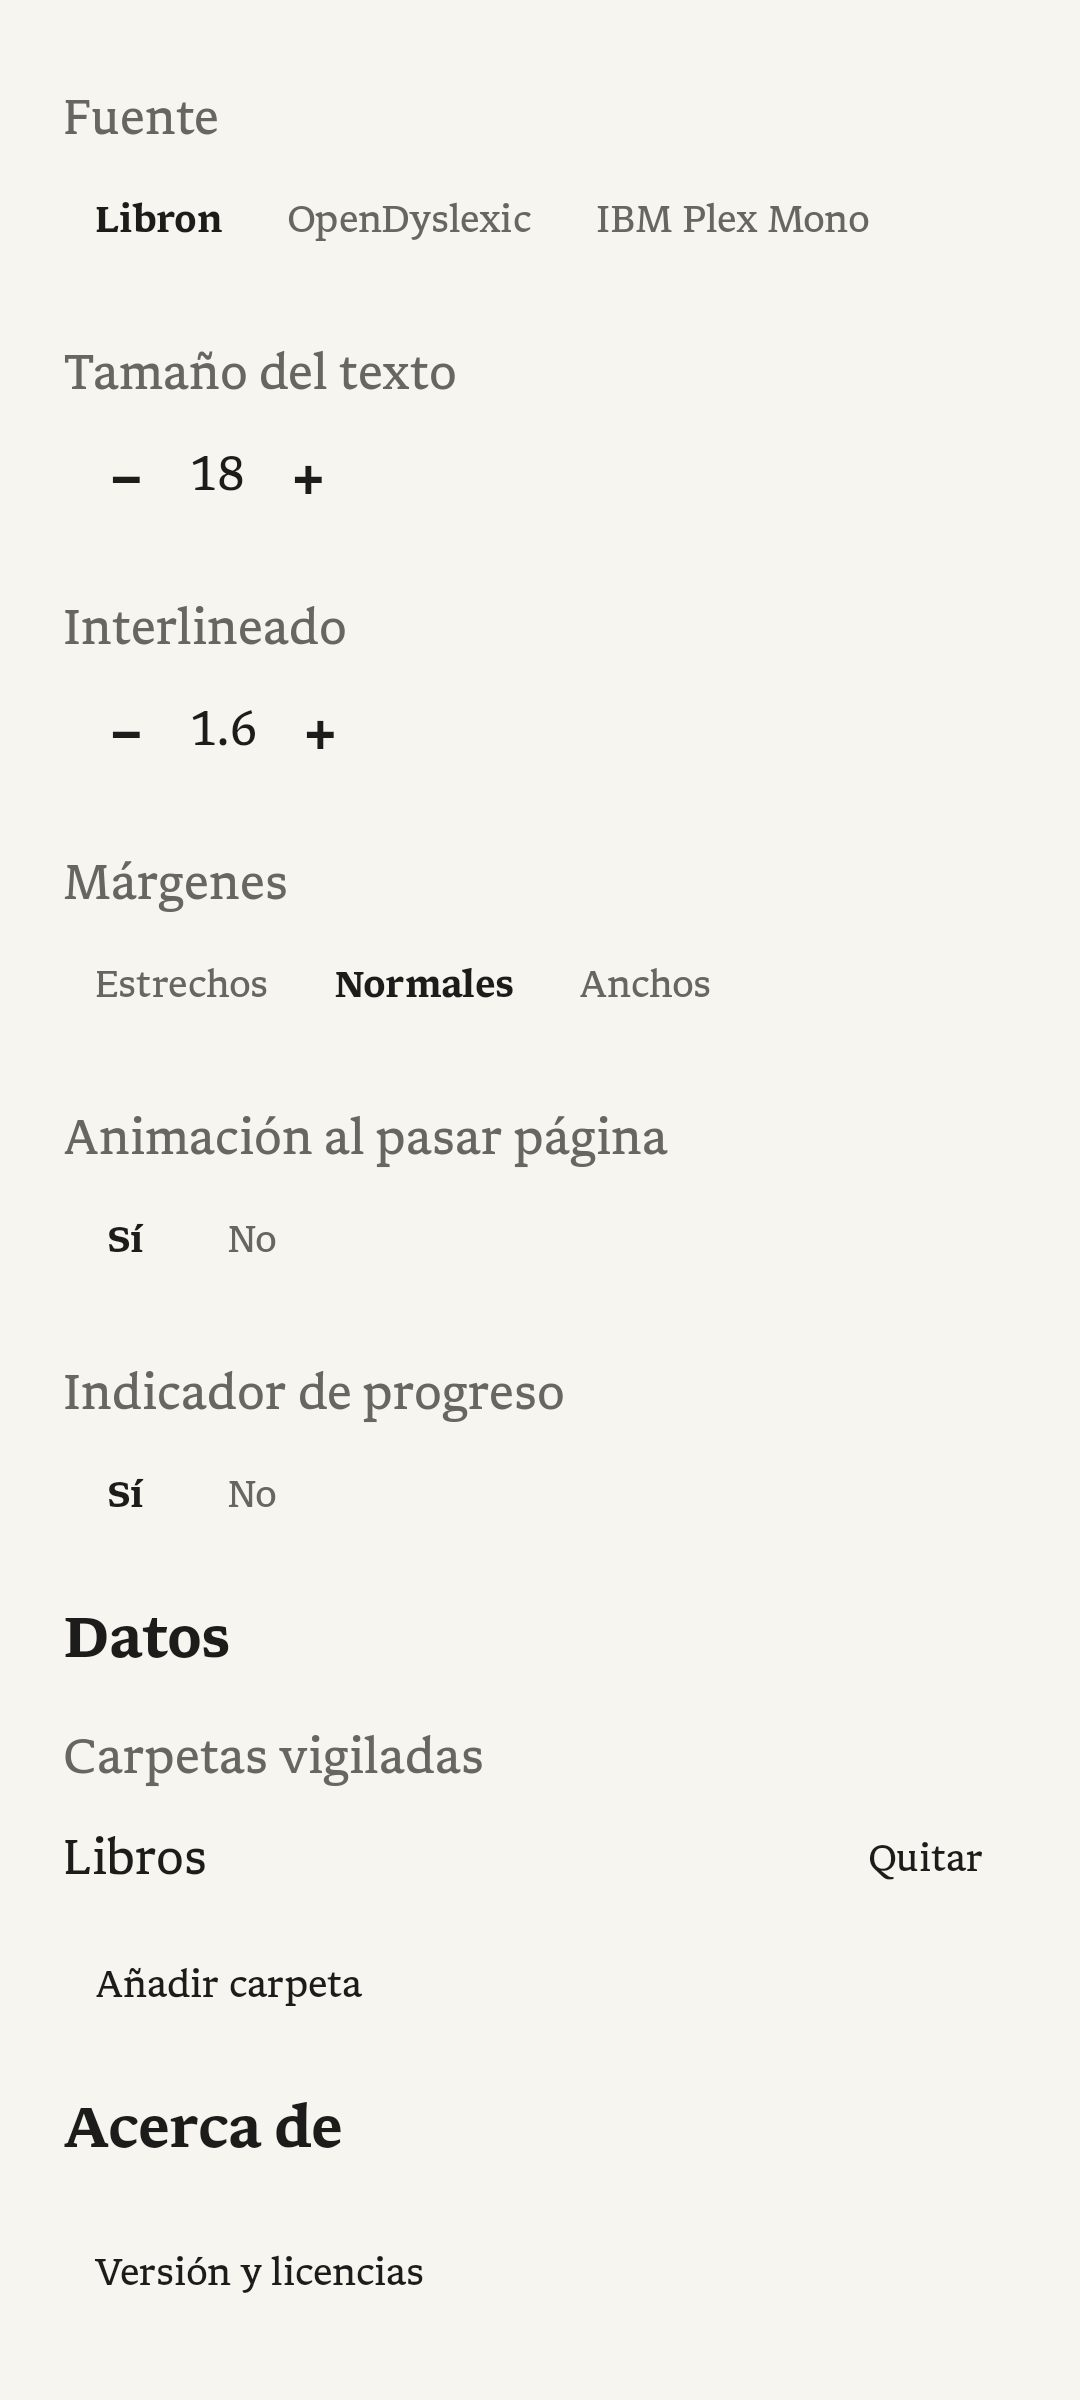 Fuente
Libron OpenDyslexic IBM Plex Mono
Tamaño del texto
– 18 +
Interlineado
– 1.6 +
Márgenes
Estrechos Normales Anchos
Animación al pasar página
Sí No
Indicador de progreso
Sí No
Datos
Carpetas vigiladas
Libros Quitar
Añadir carpeta
Acerca de
Versión y licencias